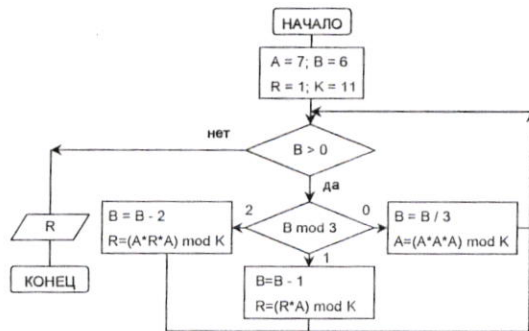 НАЧАЛО
A = 7; B = 6
R = 1; K = 11
нет
B > 0
да
R
B = B - 2
R=(A*R*A) mod K
2
B mod 3
0
B = B / 3
A=(A*A*A) mod K
КОНЕЦ
1
B=B - 1
R=(R*A) mod K